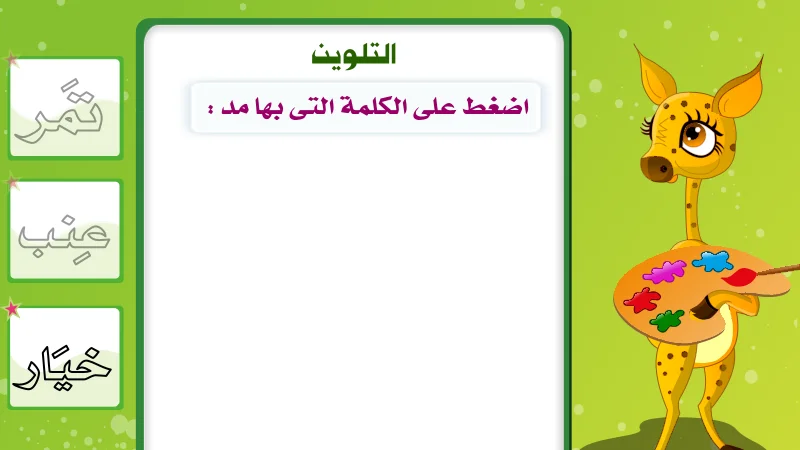 التلوين
اضغط على الكلمة التى بها مد :
تَمر
عِنب
خيَار